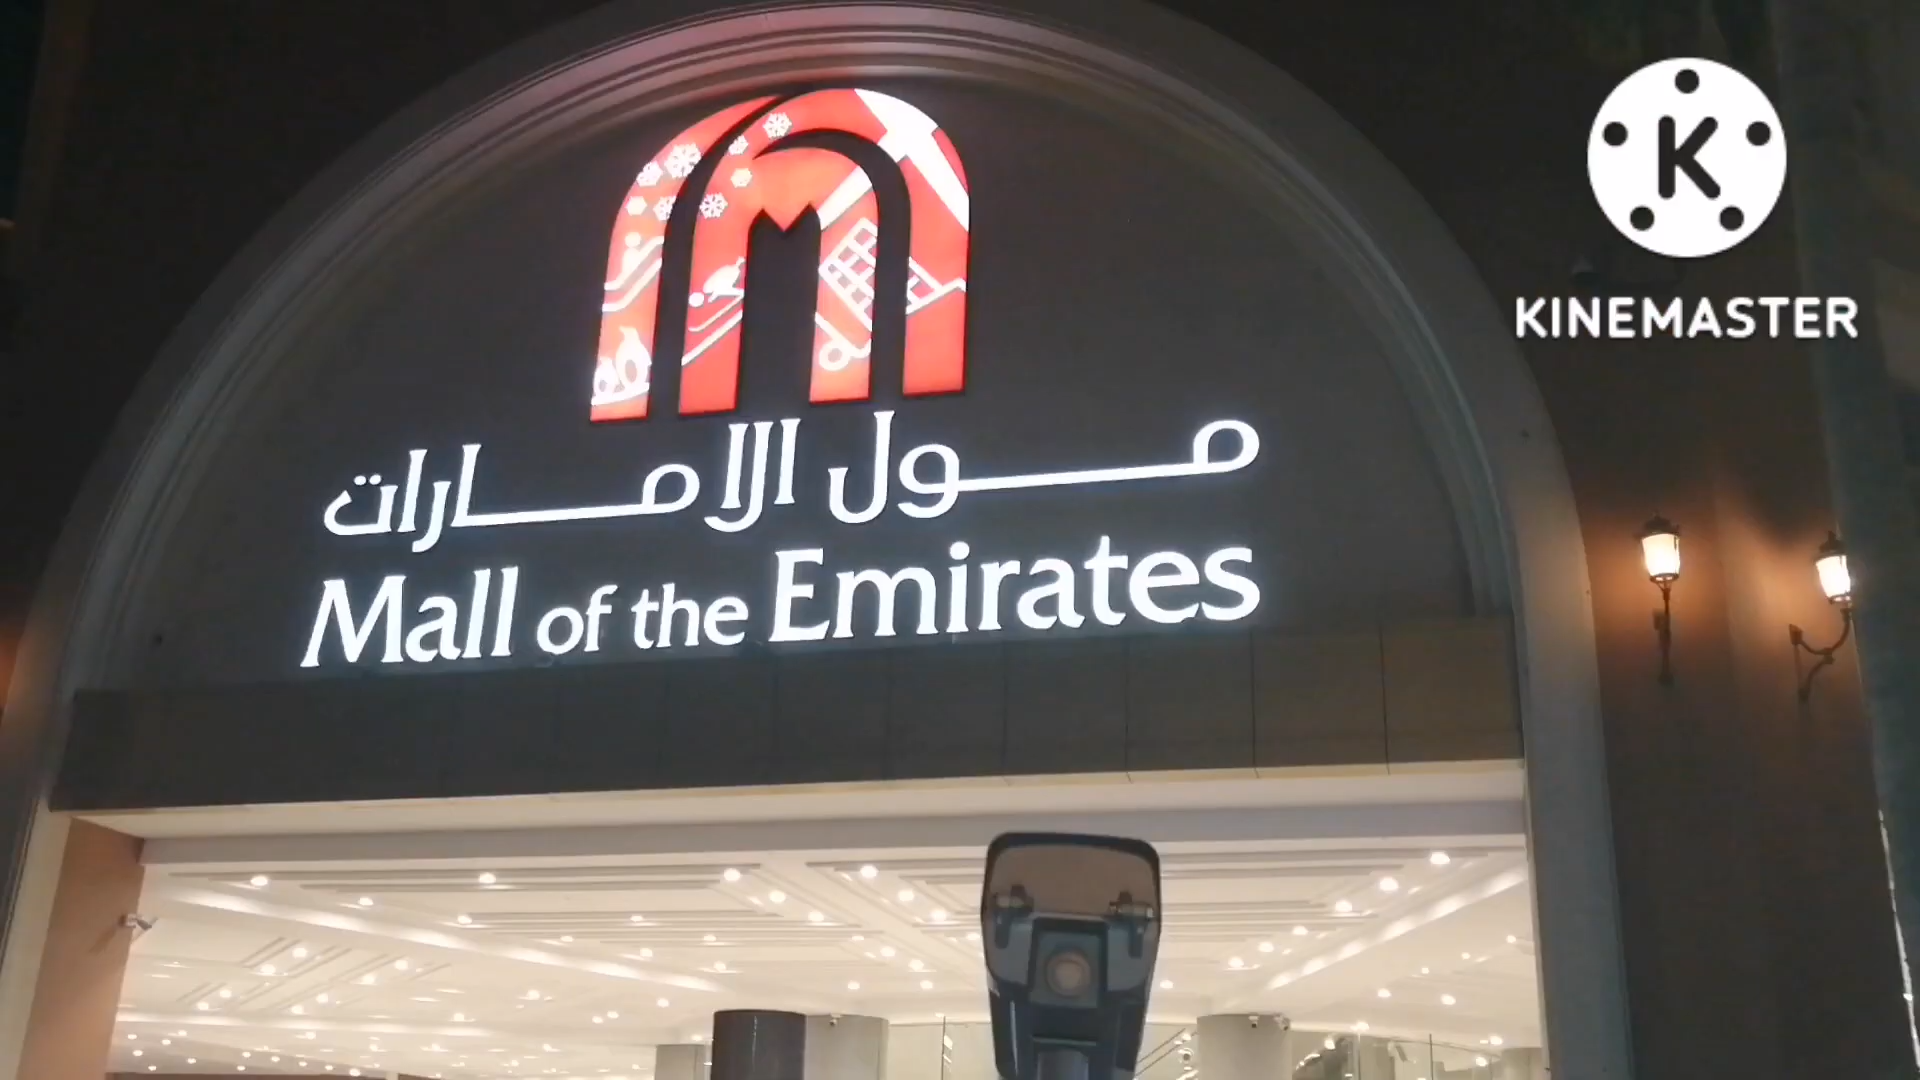 مول الإمارات
Mall of the Emirates
K
KINEMASTER